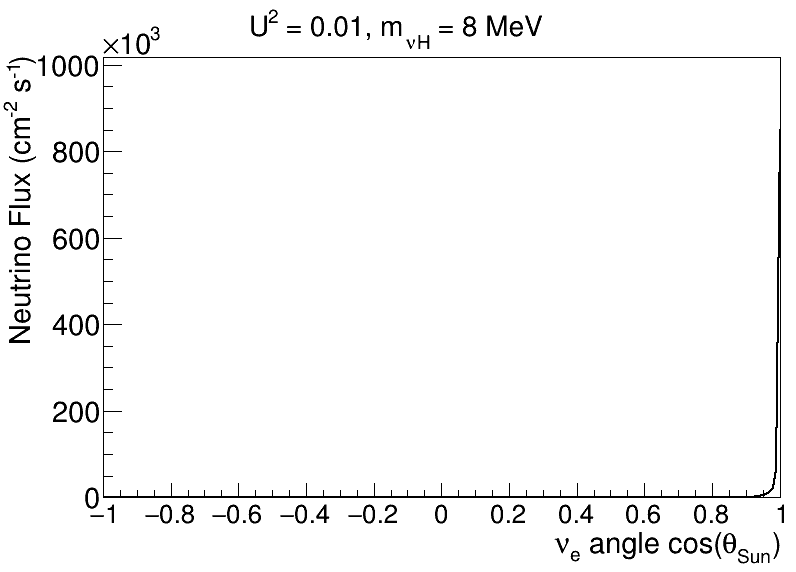 U² = 0.01, m_νH = 8 MeV
×10³
Neutrino Flux (cm⁻² s⁻¹)
1000
800
600
400
200
0
−1 −0.8 −0.6 −0.4 −0.2 0 0.2 0.4 0.6 0.8 1
ν_e angle cos(θ_Sun)